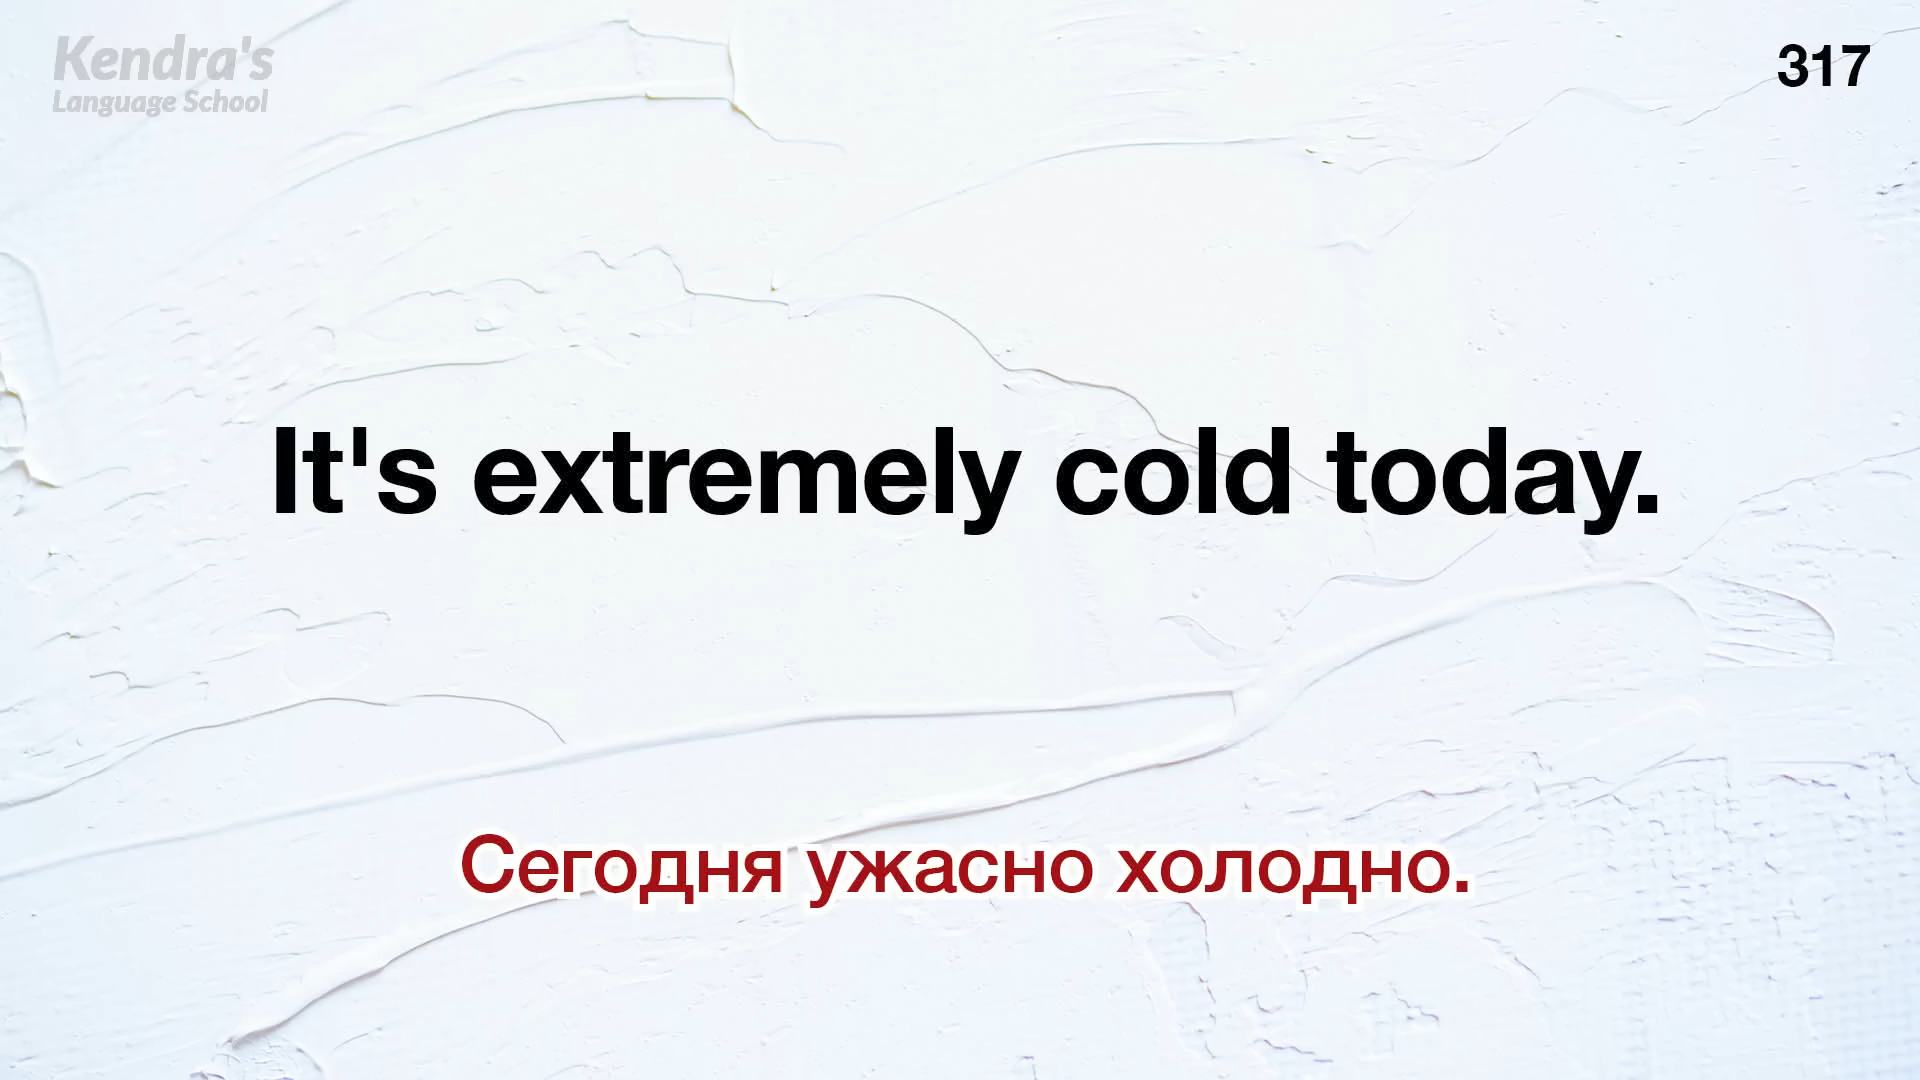 Kendra's
Language School
317
It's extremely cold today.
Сегодня ужасно холодно.